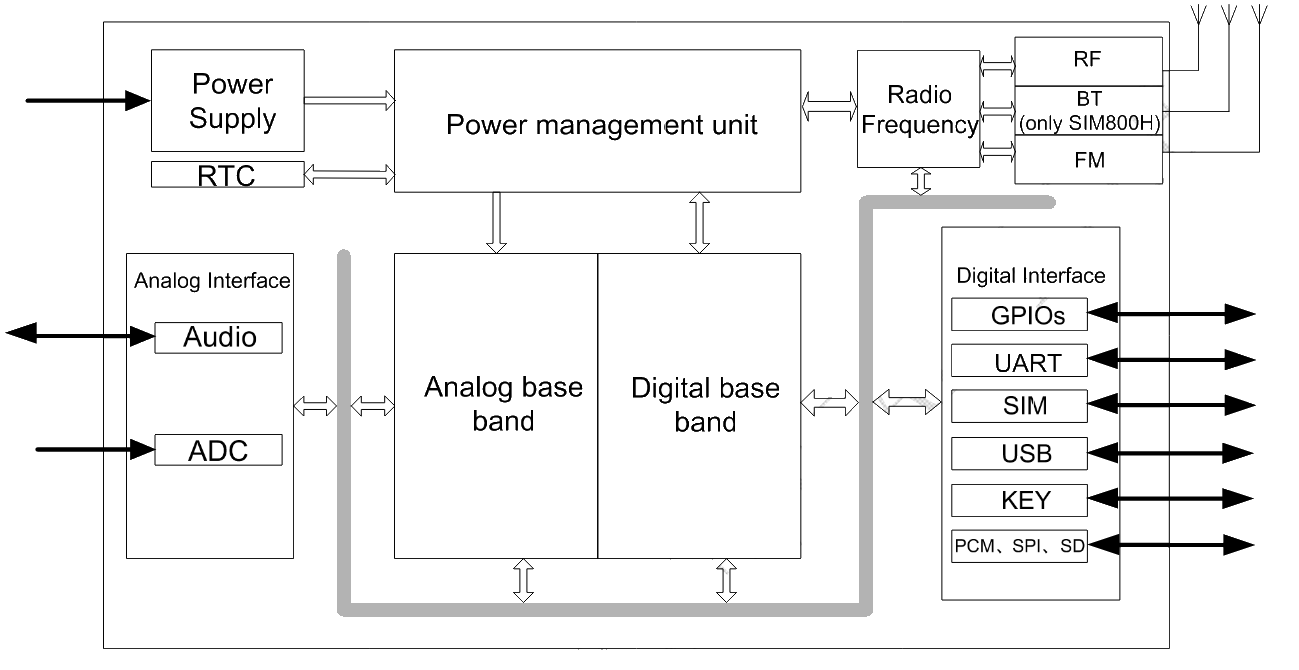 Power
Supply
RTC
Power management unit
Radio
Frequency
RF
BT
(only SIM800H)
FM
Analog Interface
Audio
ADC
Analog base
band
Digital base
band
Digital Interface
GPIOs
UART
SIM
USB
KEY
PCM、SPI、SD